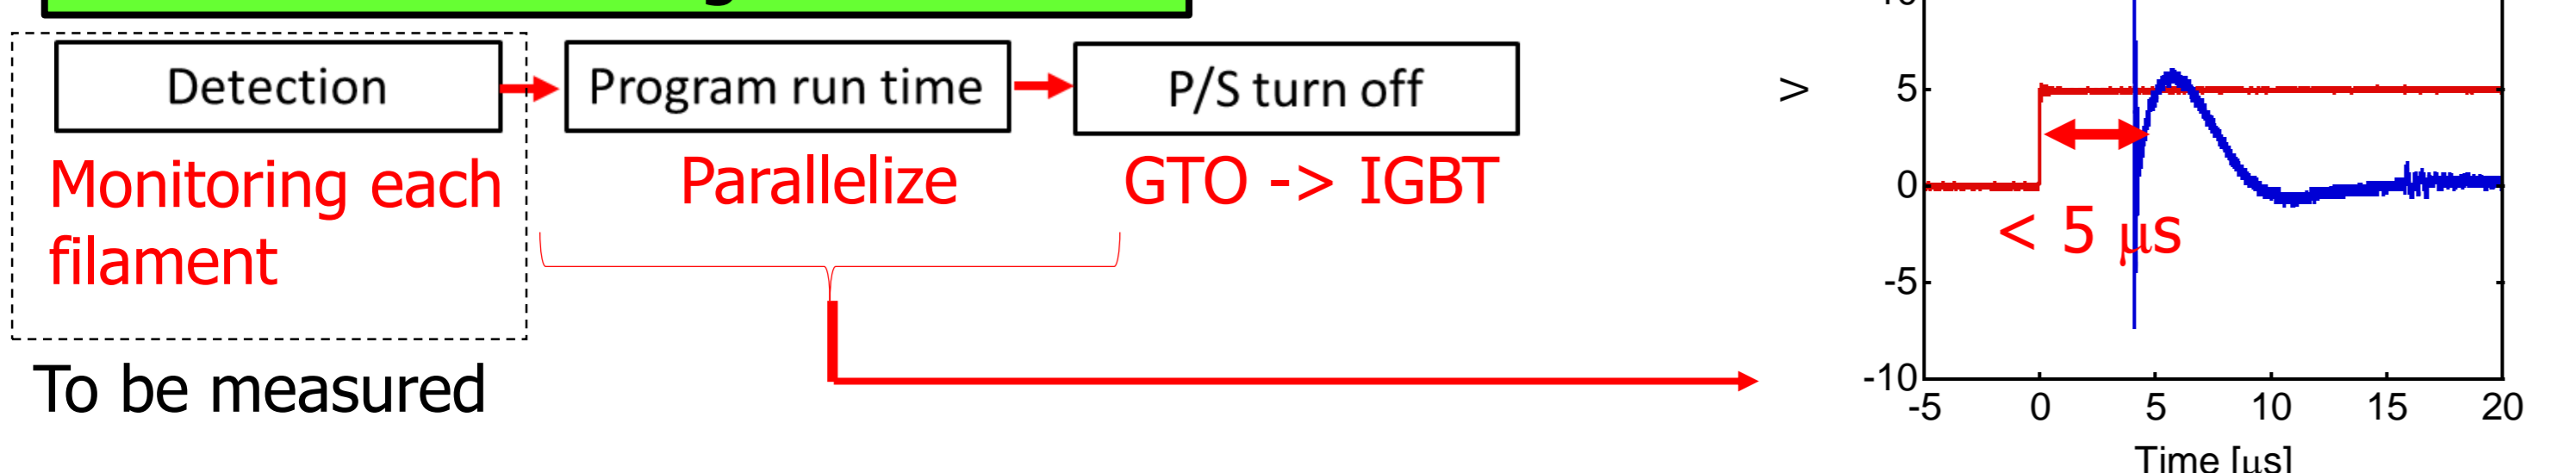 Detection
Program run time
P/S turn off
Monitoring each
filament
Parallelize
GTO -> IGBT
To be measured
>
5
0
-5
-10
< 5 μs
-5 0 5 10 15 20
Time [μs]